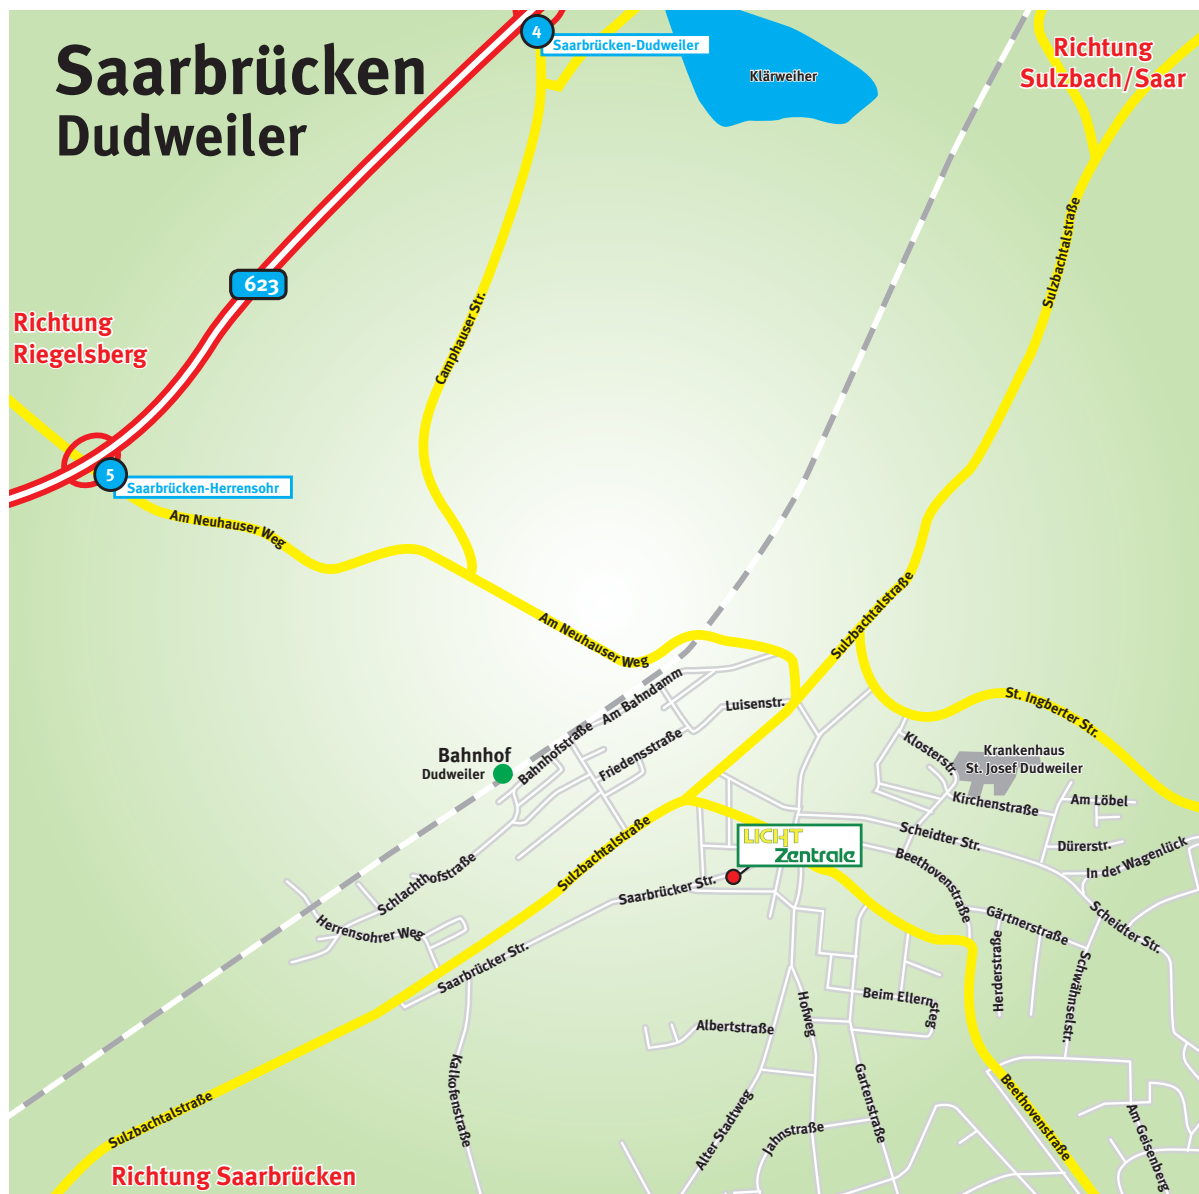 Saarbrücken
Dudweiler
4
Saarbrücken-Dudweiler
Klärweiher
Richtung
Sulzbach/Saar
Sulzbachtalstraße
623
Richtung
Riegelsberg
Camphauser Str.
5
Saarbrücken-Herrensohr
Am Neuhauser Weg
Am Neuhauser Weg
Sulzbachtalstraße
Am Bahndamm
Luisenstr.
St. Ingberter Str.
Bahnhof
Dudweiler
Bahnhofstraße
Friedensstraße
Klosterstr.
Krankenhaus
St. Josef Dudweiler
Kirchenstraße
Am Löbel
Sulzbachtalstraße
LICHT
Zentrale
Scheidter Str.
Dürerstr.
In der Wagenlück
Beethovenstraße
Schlachthofstraße
Saarbrücker Str.
Herrensohrer Weg
Gärtnerstraße
Scheidter Str.
Saarbrücker Str.
Herderstraße
Schwähnselstr.
Beim Ellernsteg
Hofweg
Albertstraße
Kalkofenstraße
Gartenstraße
Alter Stadtweg
Jahnstraße
Beethovenstraße
Am Geisenberg
Sulzbachtalstraße
Richtung Saarbrücken